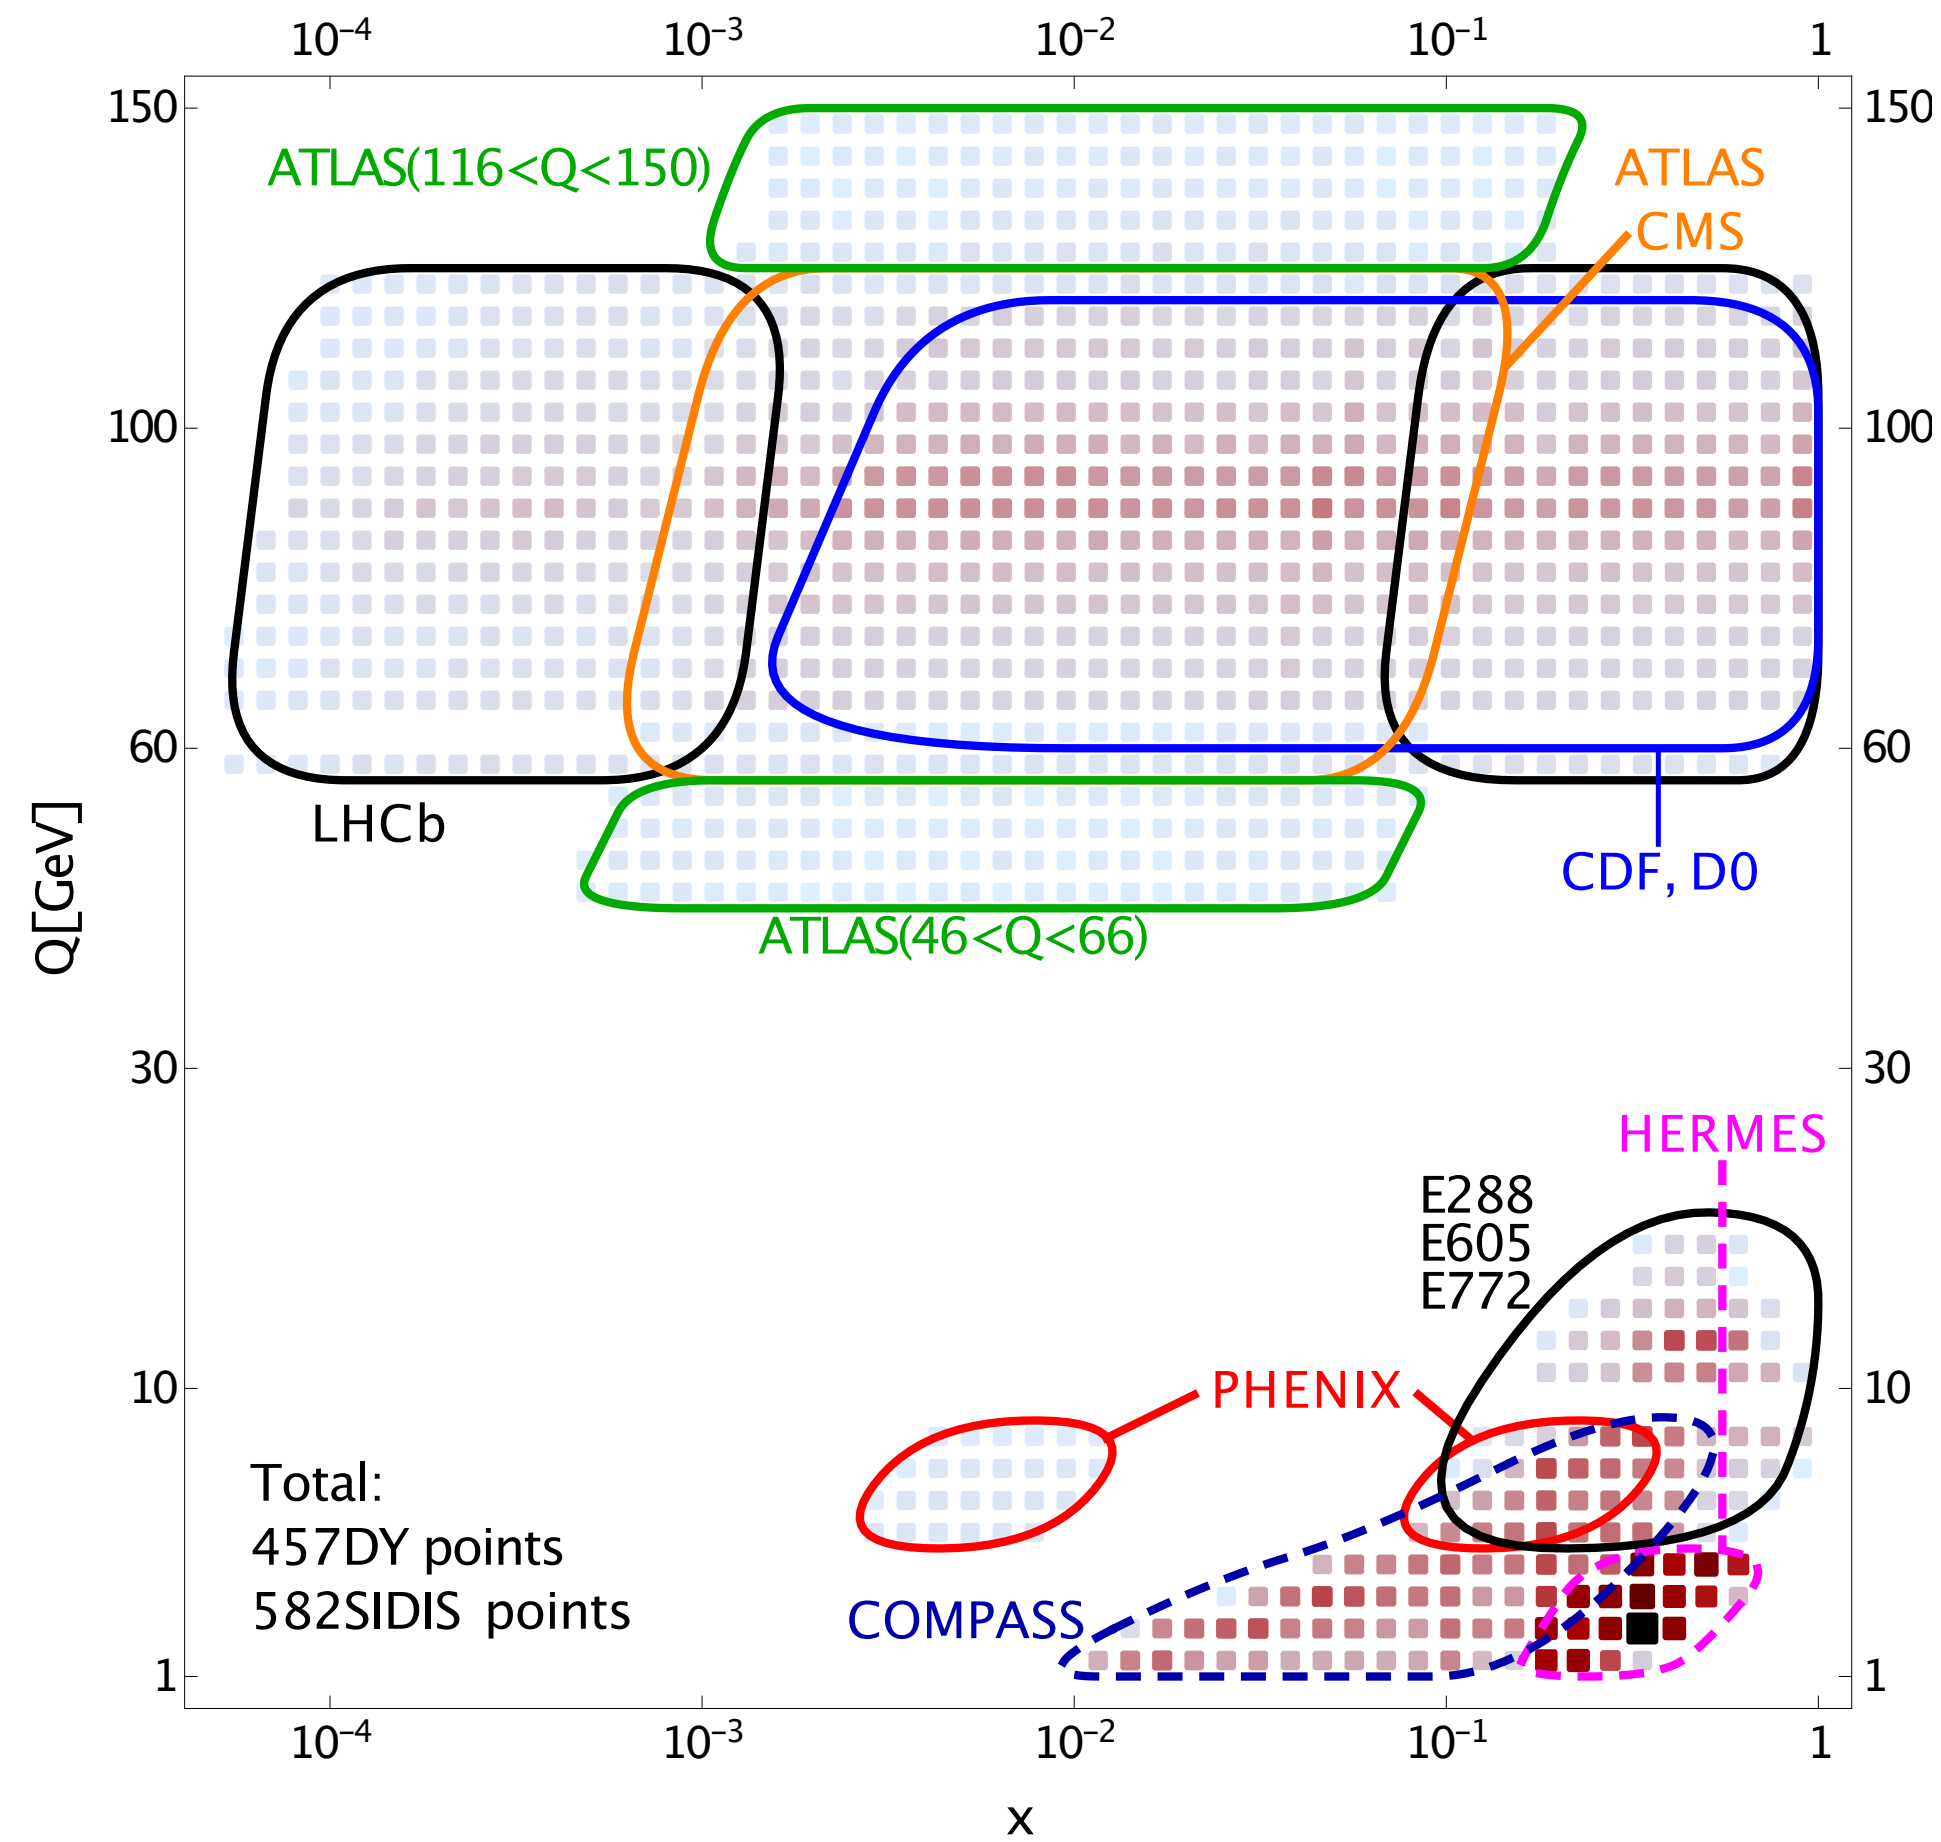 10⁻⁴ 10⁻³ 10⁻² 10⁻¹ 1
150 150
ATLAS(116<Q<150)
ATLAS
CMS
100 100
60 60
LHCb
CDF, D0
ATLAS(46<Q<66)
Q[GeV]
30 30
HERMES
E288
E605
E772
10 10
PHENIX
Total:
457DY points
582SIDIS points
COMPASS
1 1
10⁻⁴ 10⁻³ 10⁻² 10⁻¹ 1
x